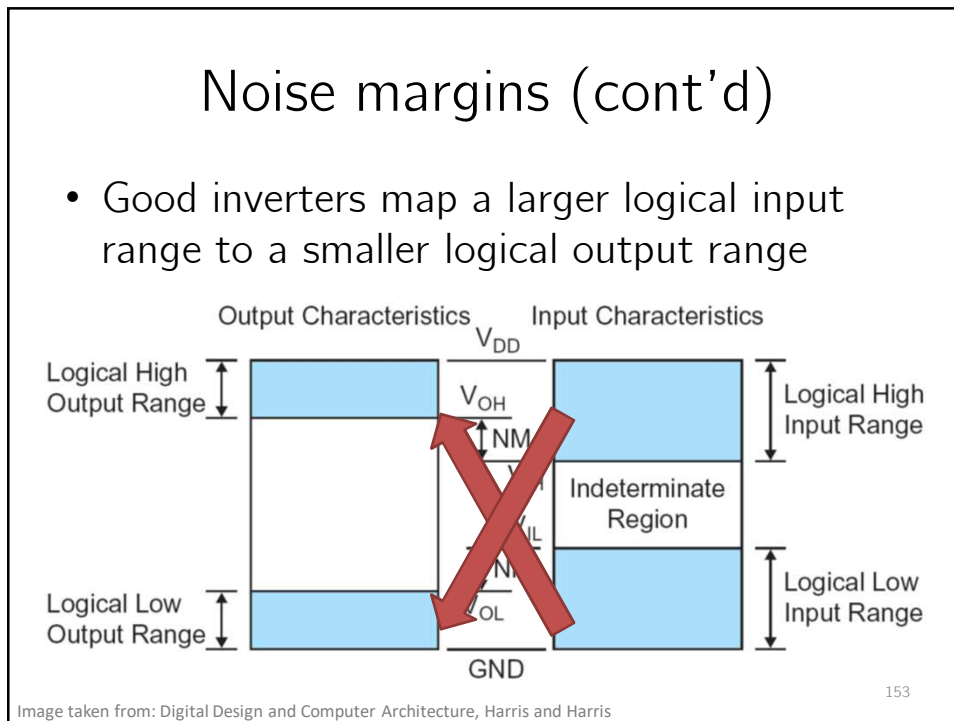 Noise margins (cont'd)
• Good inverters map a larger logical input
range to a smaller logical output range
Output Characteristics
Input Characteristics
VDD
Logical High
Output Range
VOH
NM
Logical High
Input Range
Indeterminate
Region
Logical Low
Output Range
VOL
Logical Low
Input Range
GND
153
Image taken from: Digital Design and Computer Architecture, Harris and Harris